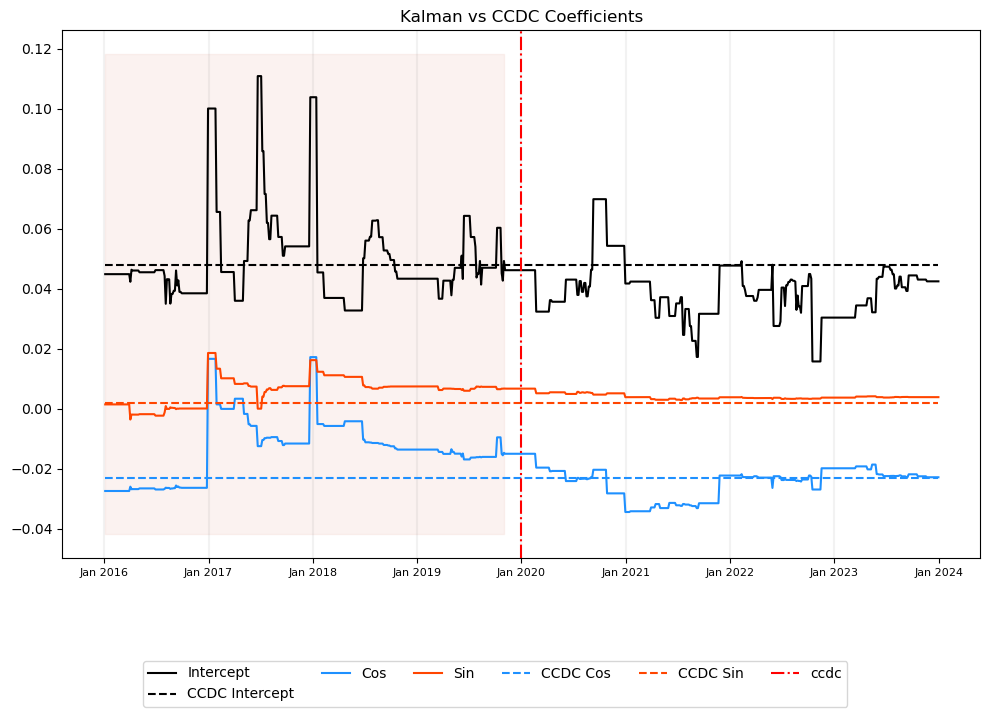 Kalman vs CCDC Coefficients
0.12
0.10
0.08
0.06
0.04
0.02
0.00
−0.02
−0.04
Jan 2016 Jan 2017 Jan 2018 Jan 2019 Jan 2020 Jan 2021 Jan 2022 Jan 2023 Jan 2024
Intercept Cos Sin CCDC Cos CCDC Sin ccdc
CCDC Intercept